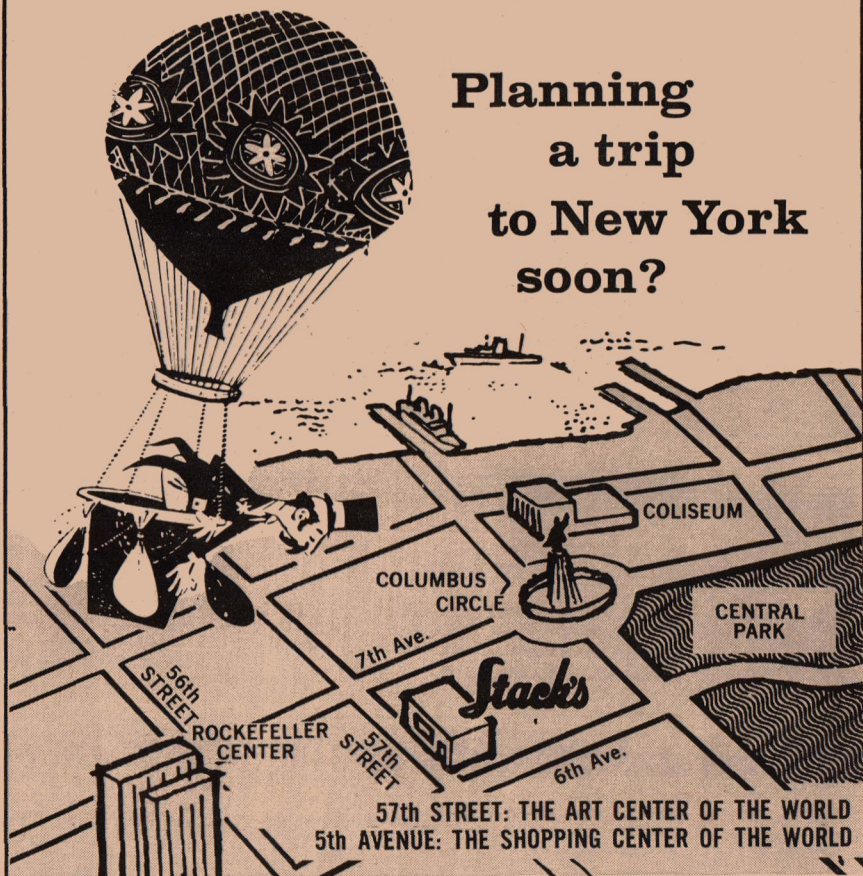 Planning
a trip
to New York
soon?
COLISEUM
COLUMBUS
CIRCLE
CENTRAL
PARK
7th Ave.
Stack's
56th
STREET
ROCKEFELLER
CENTER
57th
STREET
6th Ave.
57th STREET: THE ART CENTER OF THE WORLD
5th AVENUE: THE SHOPPING CENTER OF THE WORLD